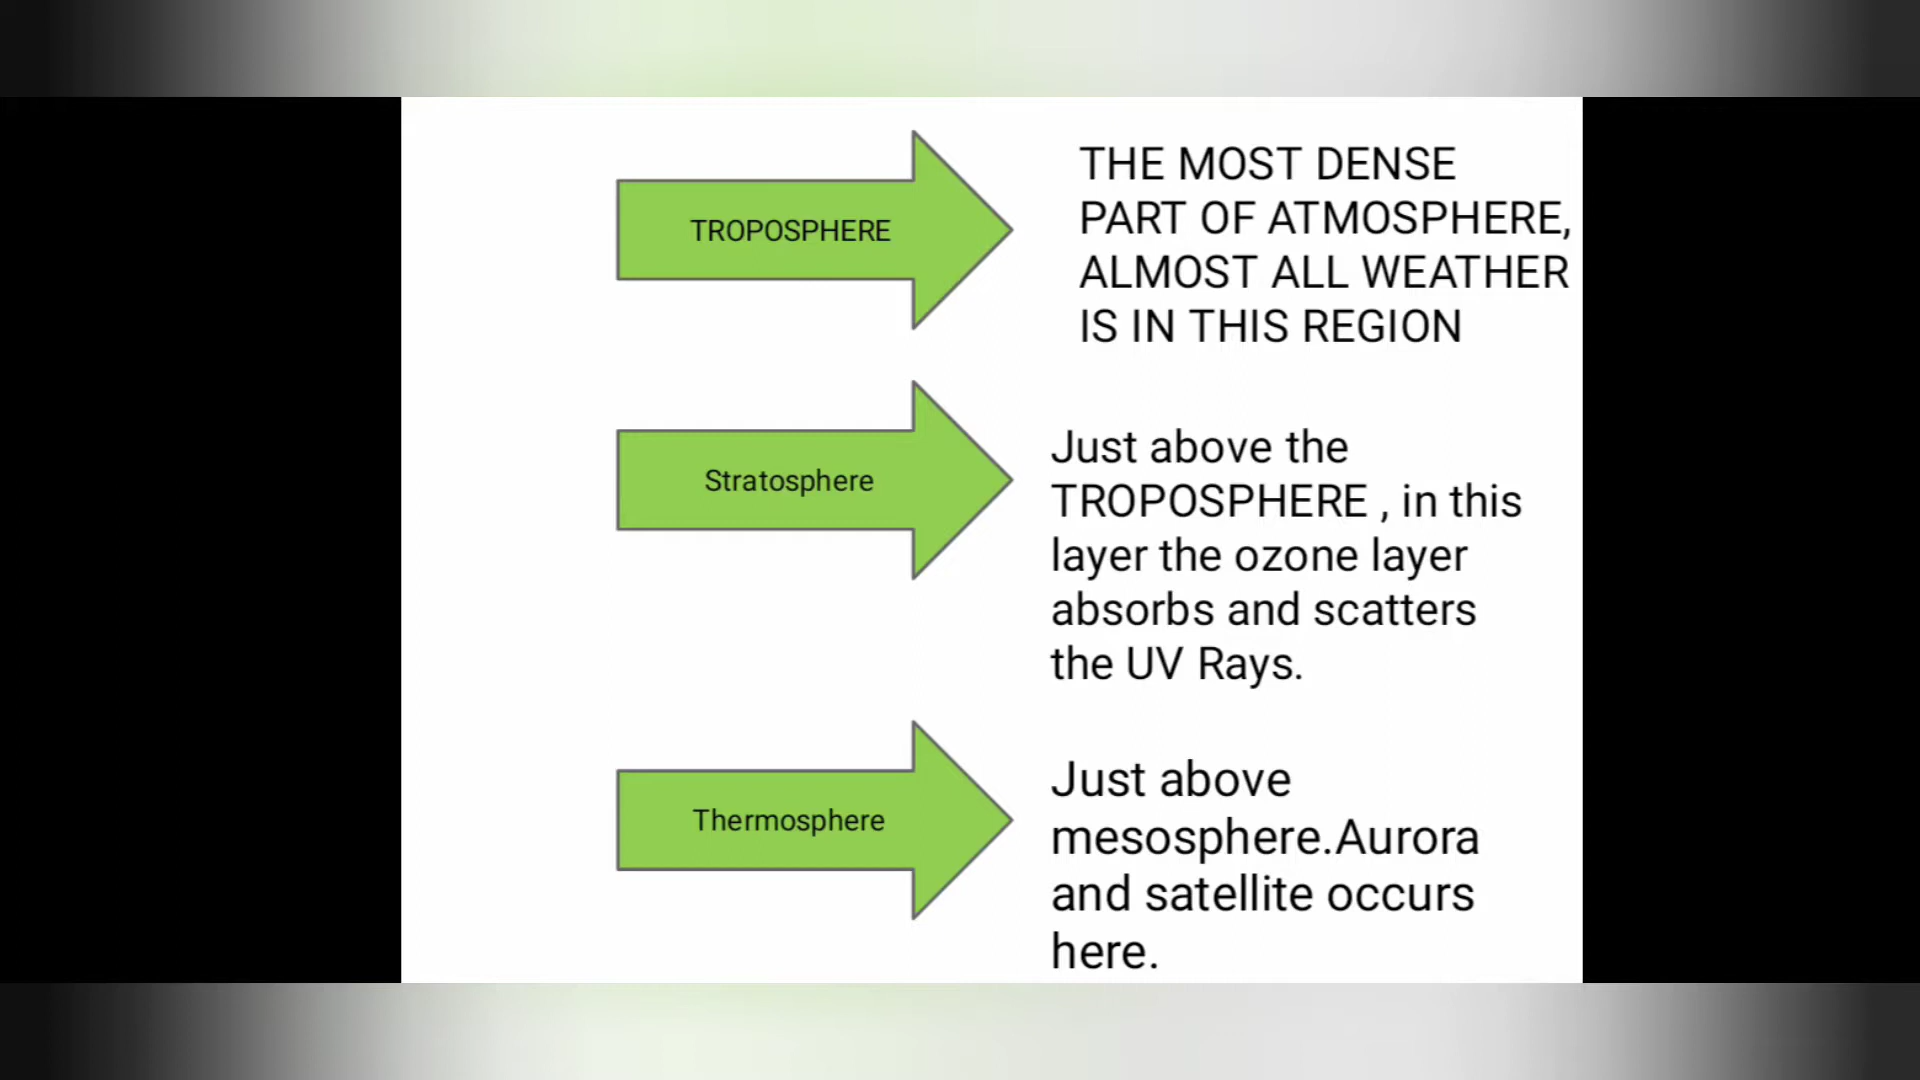 TROPOSPHERE
THE MOST DENSE
PART OF ATMOSPHERE,
ALMOST ALL WEATHER
IS IN THIS REGION
Stratosphere
Just above the
TROPOSPHERE , in this
layer the ozone layer
absorbs and scatters
the UV Rays.
Thermosphere
Just above
mesosphere.Aurora
and satellite occurs
here.